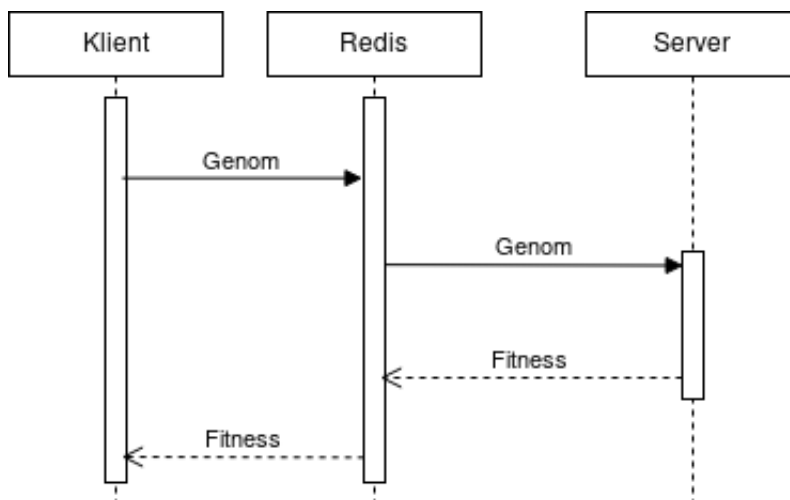 Klient
Redis
Server
Genom
Genom
Fitness
Fitness